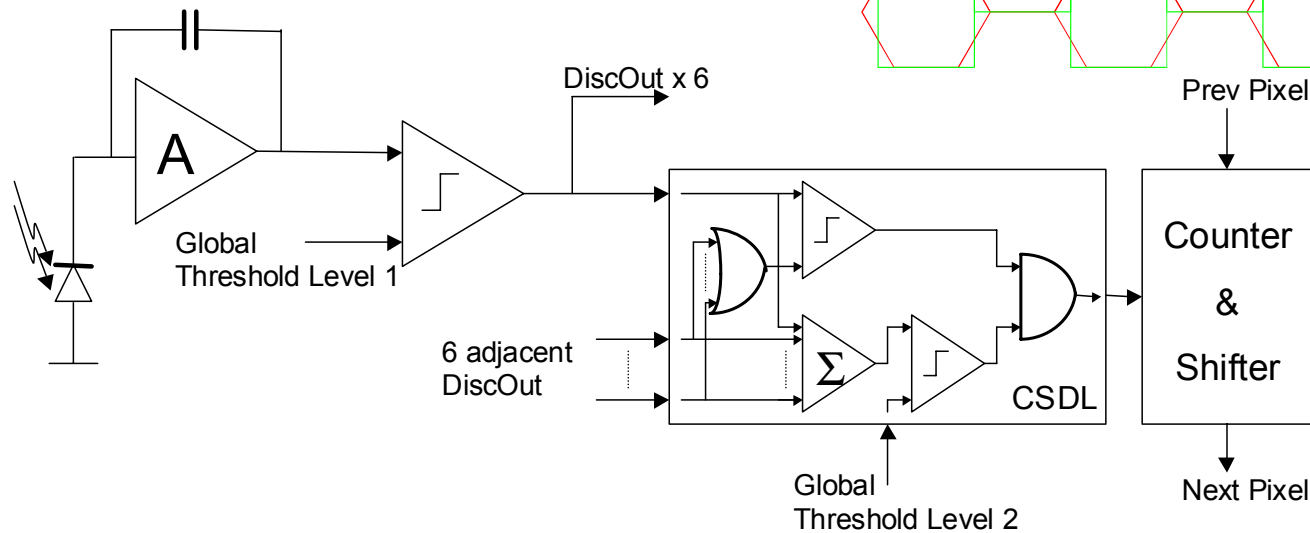 DiscOut x 6
Prev Pixel
A
Global
Threshold Level 1
Counter
&
Shifter
6 adjacent
DiscOut
Σ
CSDL
Global
Threshold Level 2
Next Pixel